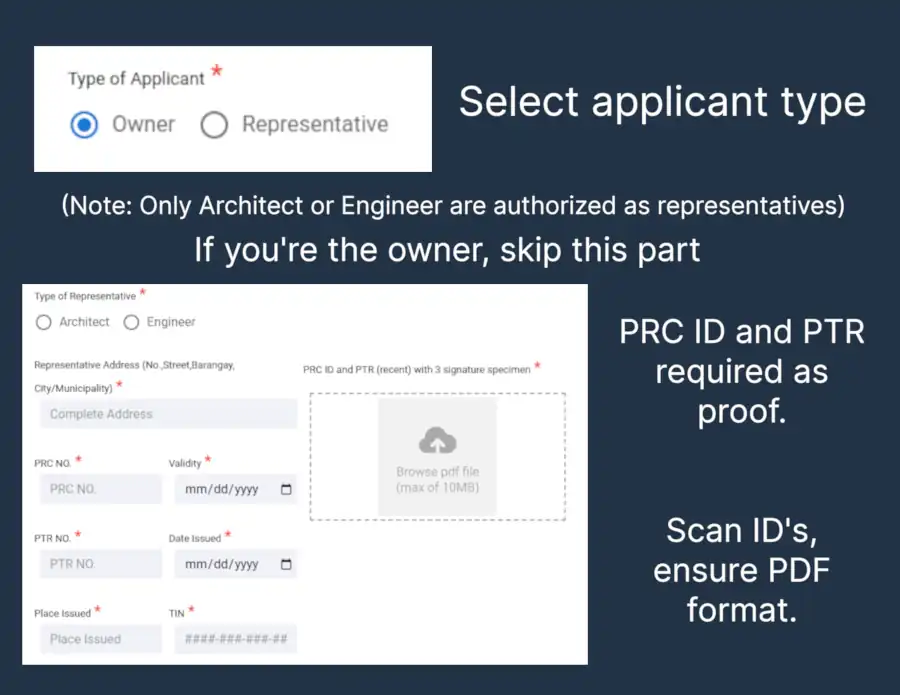 Type of Applicant *
Owner Representative
Select applicant type
(Note: Only Architect or Engineer are authorized as representatives)
If you're the owner, skip this part
Type of Representative *
Architect Engineer
Representative Address (No.,Street,Barangay,
City/Municipality) *
Complete Address
PRC NO. * Validity *
PRC NO. mm/dd/yyyy
PTR NO. * Date Issued *
PTR NO. mm/dd/yyyy
Place Issued * TIN *
Place Issued ####-###-###-##
PRC ID and PTR (recent) with 3 signature specimen *
Browse pdf file
(max of 10MB)
PRC ID and PTR
required as
proof.
Scan ID's,
ensure PDF
format.